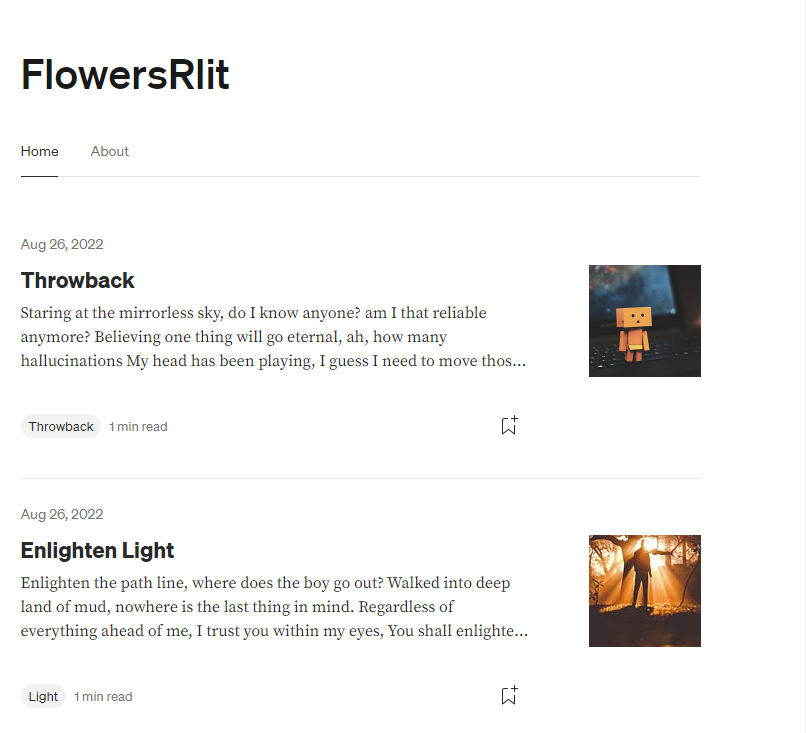 FlowersRlit
Home About
Aug 26, 2022
Throwback
Staring at the mirrorless sky, do I know anyone? am I that reliable
anymore? Believing one thing will go eternal, ah, how many
hallucinations My head has been playing, I guess I need to move thos...
Throwback 1 min read
Aug 26, 2022
Enlighten Light
Enlighten the path line, where does the boy go out? Walked into deep
land of mud, nowhere is the last thing in mind. Regardless of
everything ahead of me, I trust you within my eyes, You shall enlighte...
Light 1 min read